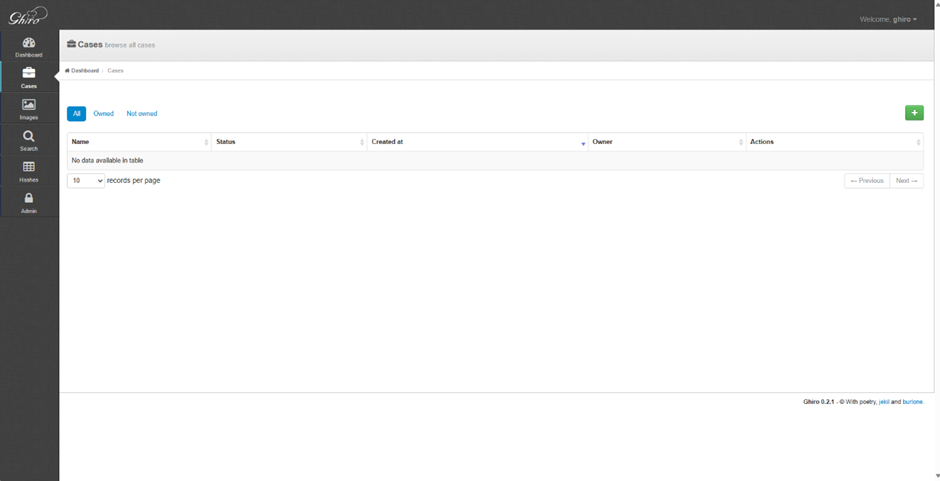 Ghiro
Welcome, ghiro
Dashboard
Cases
Images
Search
Hashes
Admin
Cases browse all cases
Dashboard › Cases
All Owned Not owned
+
Name Status Created at Owner Actions
No data available in table
10 records per page
← Previous Next →
Ghiro 0.2.1 - © With poetry, jekil and burlone.